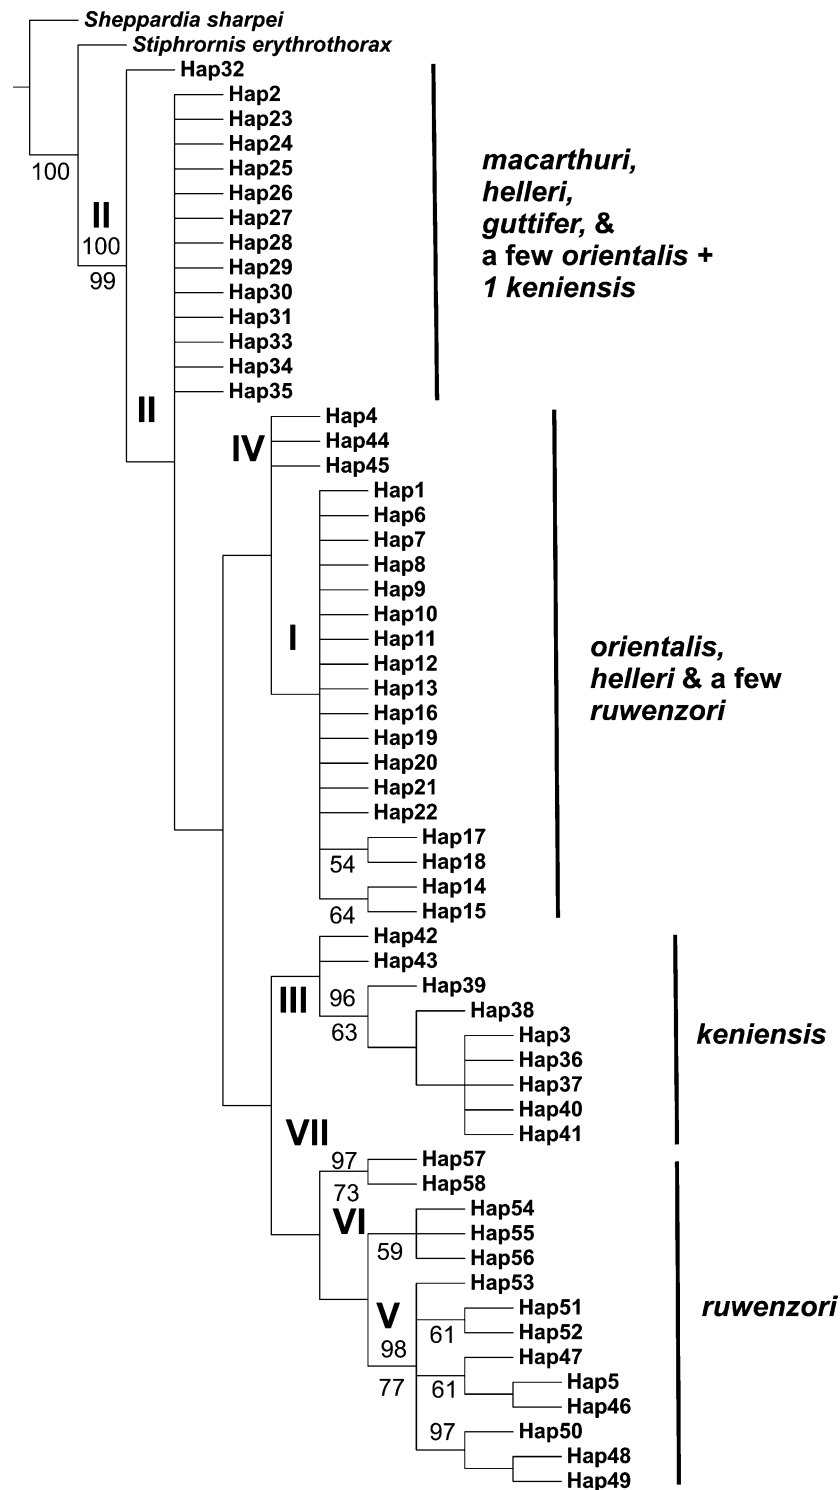 Sheppardia sharpei
Stiphrornis erythrothorax
Hap32
Hap2
Hap23
Hap24
Hap25
Hap26
Hap27
Hap28
Hap29
Hap30
Hap31
Hap33
Hap34
Hap35
100
II
100
99
II
macarthuri,
helleri,
guttifer, &
a few orientalis +
1 keniensis
Hap4
Hap44
Hap45
IV
Hap1
Hap6
Hap7
Hap8
Hap9
Hap10
Hap11
Hap12
Hap13
Hap16
Hap19
Hap20
Hap21
Hap22
I
Hap17
Hap18
54
Hap14
Hap15
64
orientalis,
helleri & a few
ruwenzori
Hap42
Hap43
Hap39
III
96
63
Hap38
Hap3
Hap36
Hap37
Hap40
Hap41
keniensis
VII
97
73
Hap57
Hap58
VI
59
Hap54
Hap55
Hap56
Hap53
V
98
77
Hap51
Hap52
61
Hap47
61
Hap5
Hap46
97
Hap50
Hap48
Hap49
ruwenzori